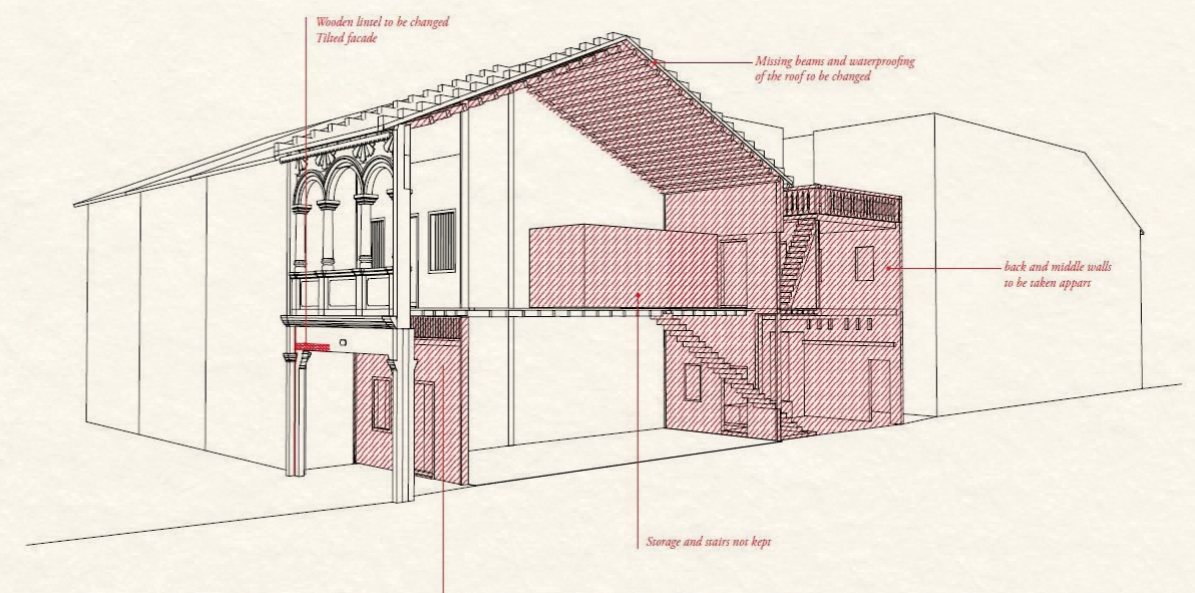 Wooden lintel to be changed
Tilted facade
Missing beams and waterproofing
of the roof to be changed
back and middle walls
to be taken appart
Storage and stairs not kept